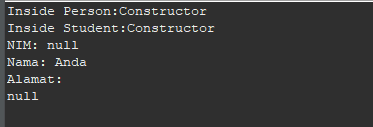 Inside Person:Constructor
Inside Student:Constructor
NIM: null
Nama: Anda
Alamat:
null